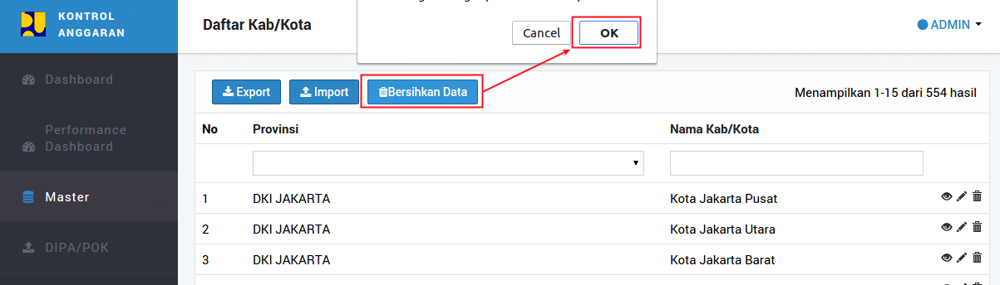 KONTROL
ANGGARAN
Daftar Kab/Kota
Cancel
OK
ADMIN
Dashboard
Performance
Dashboard
Master
DIPA/POK
Export
Import
Bersihkan Data
Menampilkan 1-15 dari 554 hasil
No Provinsi Nama Kab/Kota
1 DKI JAKARTA Kota Jakarta Pusat
2 DKI JAKARTA Kota Jakarta Utara
3 DKI JAKARTA Kota Jakarta Barat